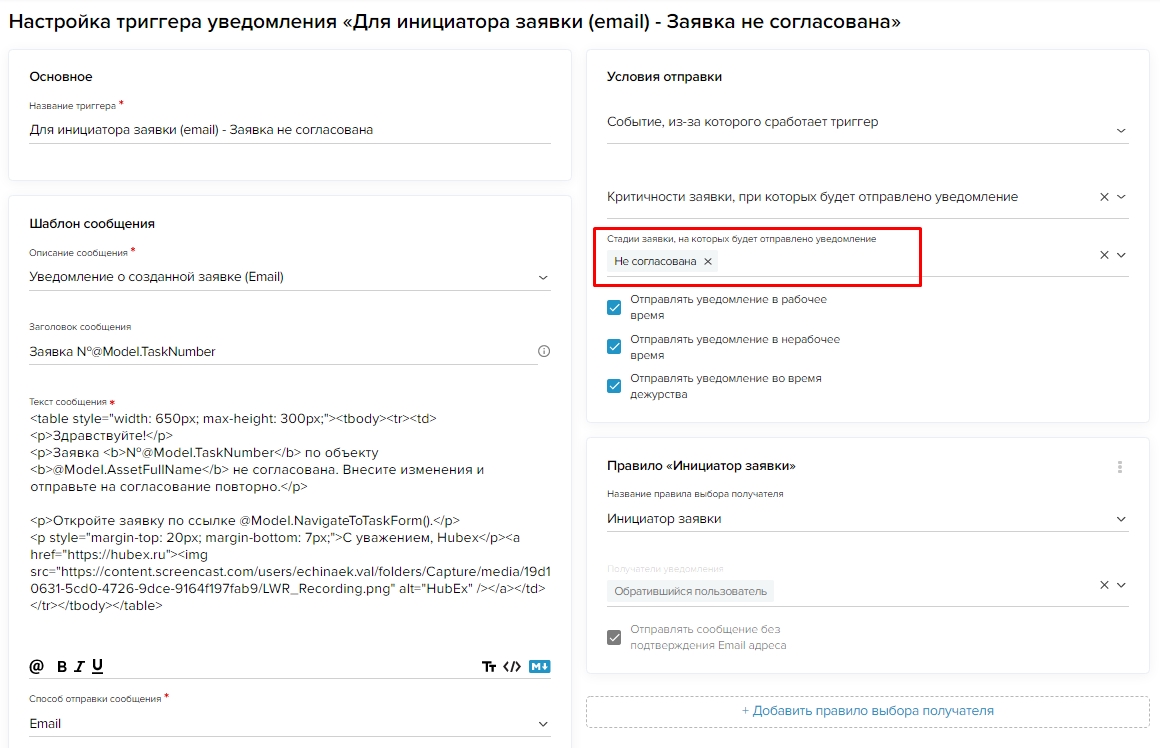 Настройка триггера уведомления «Для инициатора заявки (email) - Заявка не согласована»
Основное
Название триггера *
Для инициатора заявки (email) - Заявка не согласована
Шаблон сообщения
Описание сообщения *
Уведомление о созданной заявке (Email)
Заголовок сообщения
Заявка №@Model.TaskNumber
Текст сообщения *
<table style="width: 650px; max-height: 300px;"><tbody><tr><td>
<p>Здравствуйте!</p>
<p>Заявка <b>№@Model.TaskNumber</b> по объекту
<b>@Model.AssetFullName</b> не согласована. Внесите изменения и
отправьте на согласование повторно.</p>
<p>Откройте заявку по ссылке @Model.NavigateToTaskForm().</p>
<p style="margin-top: 20px; margin-bottom: 7px;">С уважением, Hubex</p><a
href="https://hubex.ru"><img
src="https://content.screencast.com/users/echinaek.val/folders/Capture/media/19d1
0631-5cd0-4726-9dce-9164f197fab9/LWR_Recording.png" alt="HubEx" /></a></td>
</tr></tbody></table>
@ B I U Tт </> M↓
Способ отправки сообщения *
Email
Условия отправки
Событие, из-за которого сработает триггер
Критичности заявки, при которых будет отправлено уведомление
Стадии заявки, на которых будет отправлено уведомление
Не согласована ×
Отправлять уведомление в рабочее
время
Отправлять уведомление в нерабочее
время
Отправлять уведомление во время
дежурства
Правило «Инициатор заявки»
Название правила выбора получателя
Инициатор заявки
Получатели уведомления
Обратившийся пользователь
Отправлять сообщение без
подтверждения Email адреса
+ Добавить правило выбора получателя